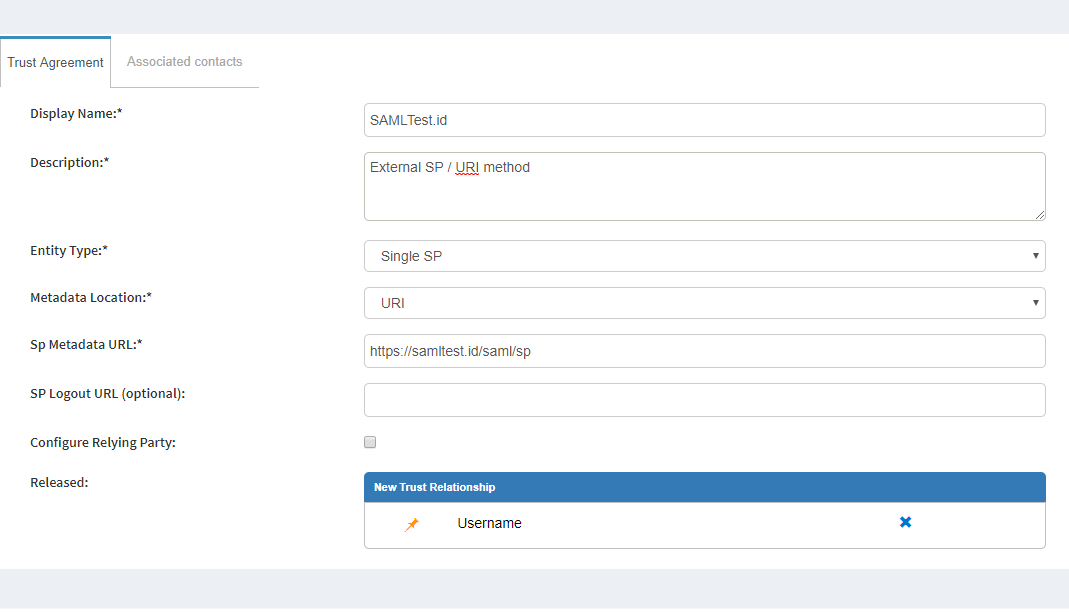 Trust Agreement
Associated contacts
Display Name:*
SAMLTest.id
Description:*
External SP / URI method
Entity Type:*
Single SP
Metadata Location:*
URI
Sp Metadata URL:*
https://samltest.id/saml/sp
SP Logout URL (optional):
Configure Relying Party:
Released:
New Trust Relationship
Username